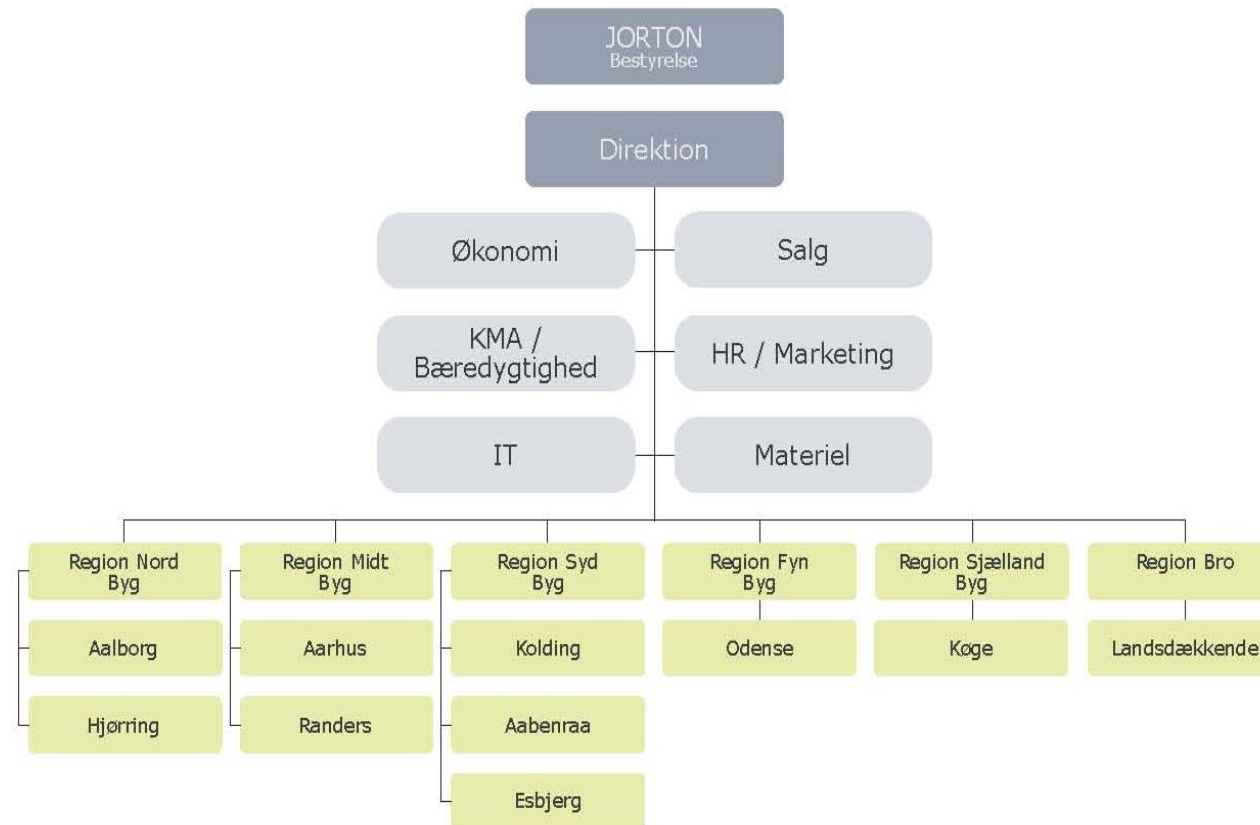 JORTON
Bestyrelse
Direktion
Økonomi
Salg
KMA /
Bæredygtighed
HR / Marketing
IT
Materiel
Region Nord
Byg
Aalborg
Hjørring
Region Midt
Byg
Aarhus
Randers
Region Syd
Byg
Kolding
Aabenraa
Esbjerg
Region Fyn
Byg
Odense
Region Sjælland
Byg
Køge
Region Bro
Landsdækkende